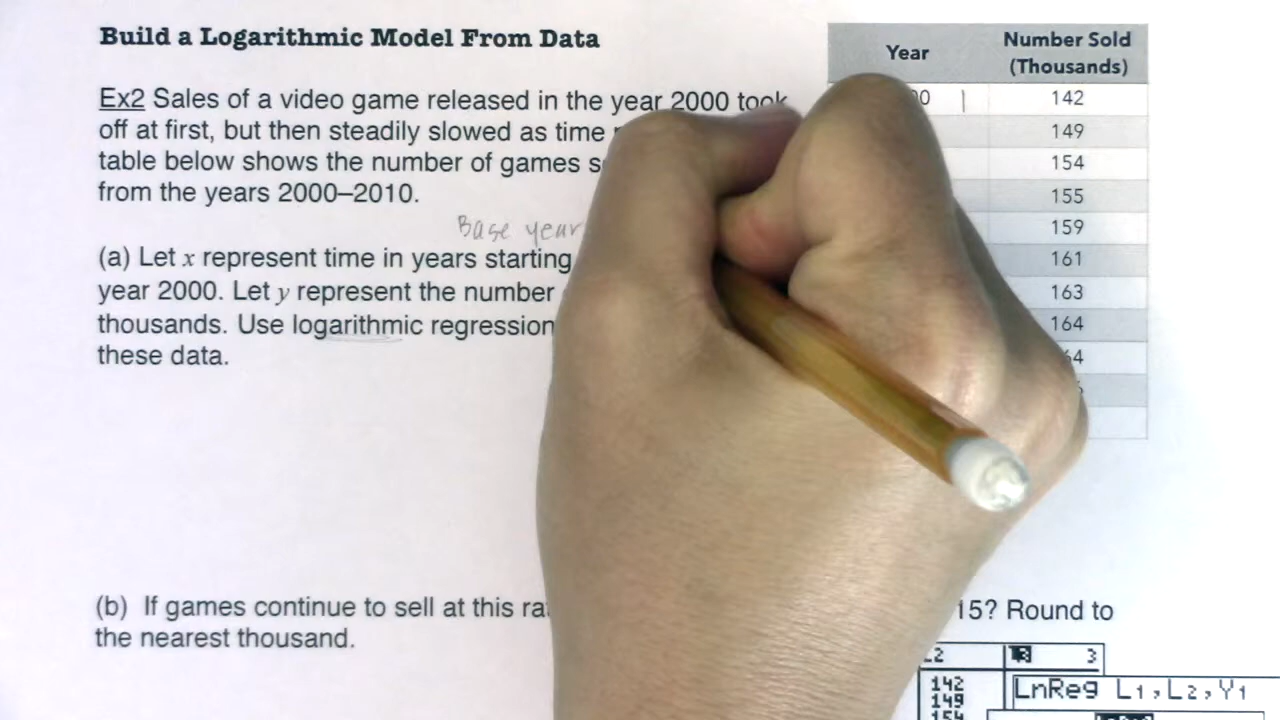 Build a Logarithmic Model From Data
Ex2 Sales of a video game released in the year 2000 took
off at first, but then steadily slowed as time
table below shows the number of games
from the years 2000–2010.
Base year
(a) Let x represent time in years starting
year 2000. Let y represent the number
thousands. Use logarithmic regression
these data.
(b) If games continue to sell at this
15? Round to
the nearest thousand.
Year Number Sold
(Thousands)
1 142
149
154
155
159
161
163
164
L2 3
142
149
154
LnReg L1,L2,Y1